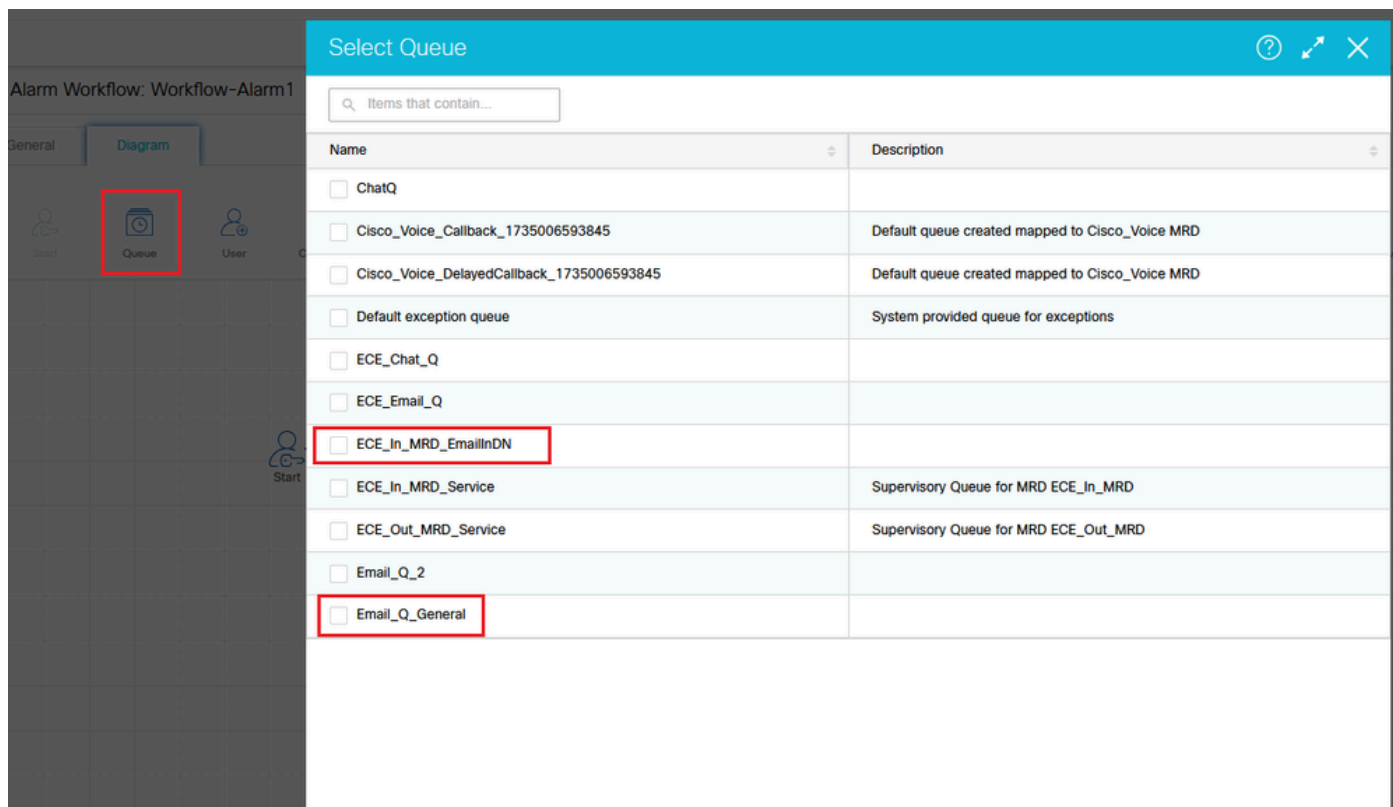 Select Queue
Alarm Workflow: Workflow-Alarm1
Items that contain...
General
Diagram
Name
Description
ChatQ
Start
Queue
User
Cisco_Voice_Callback_1735006593845
Default queue created mapped to Cisco_Voice MRD
Cisco_Voice_DelayedCallback_1735006593845
Default queue created mapped to Cisco_Voice MRD
Default exception queue
System provided queue for exceptions
ECE_Chat_Q
ECE_Email_Q
ECE_In_MRD_EmailInDN
Start
ECE_In_MRD_Service
Supervisory Queue for MRD ECE_In_MRD
ECE_Out_MRD_Service
Supervisory Queue for MRD ECE_Out_MRD
Email_Q_2
Email_Q_General